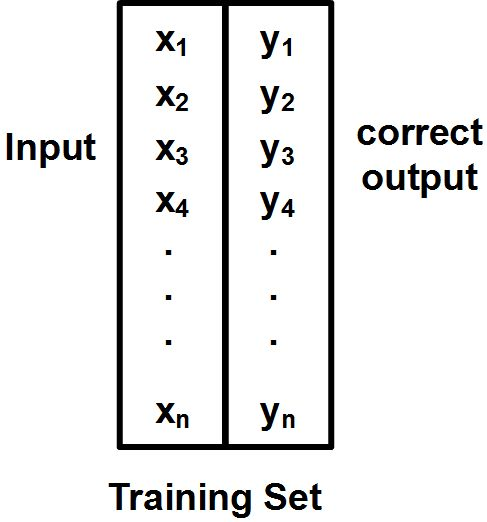 x₁ y₁
x₂ y₂
Input x₃ y₃ correct
output
x₄ y₄
. .
. .
. .
xₙ yₙ
Training Set